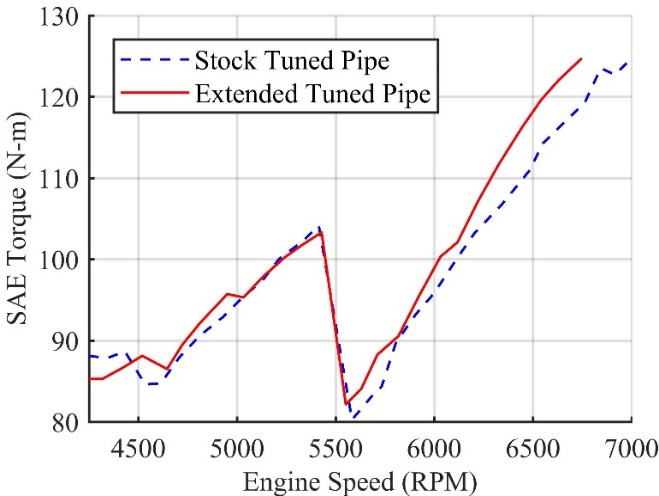 130
120
110
100
90
80
SAE Torque (N-m)
Stock Tuned Pipe
Extended Tuned Pipe
4500 5000 5500 6000 6500 7000
Engine Speed (RPM)